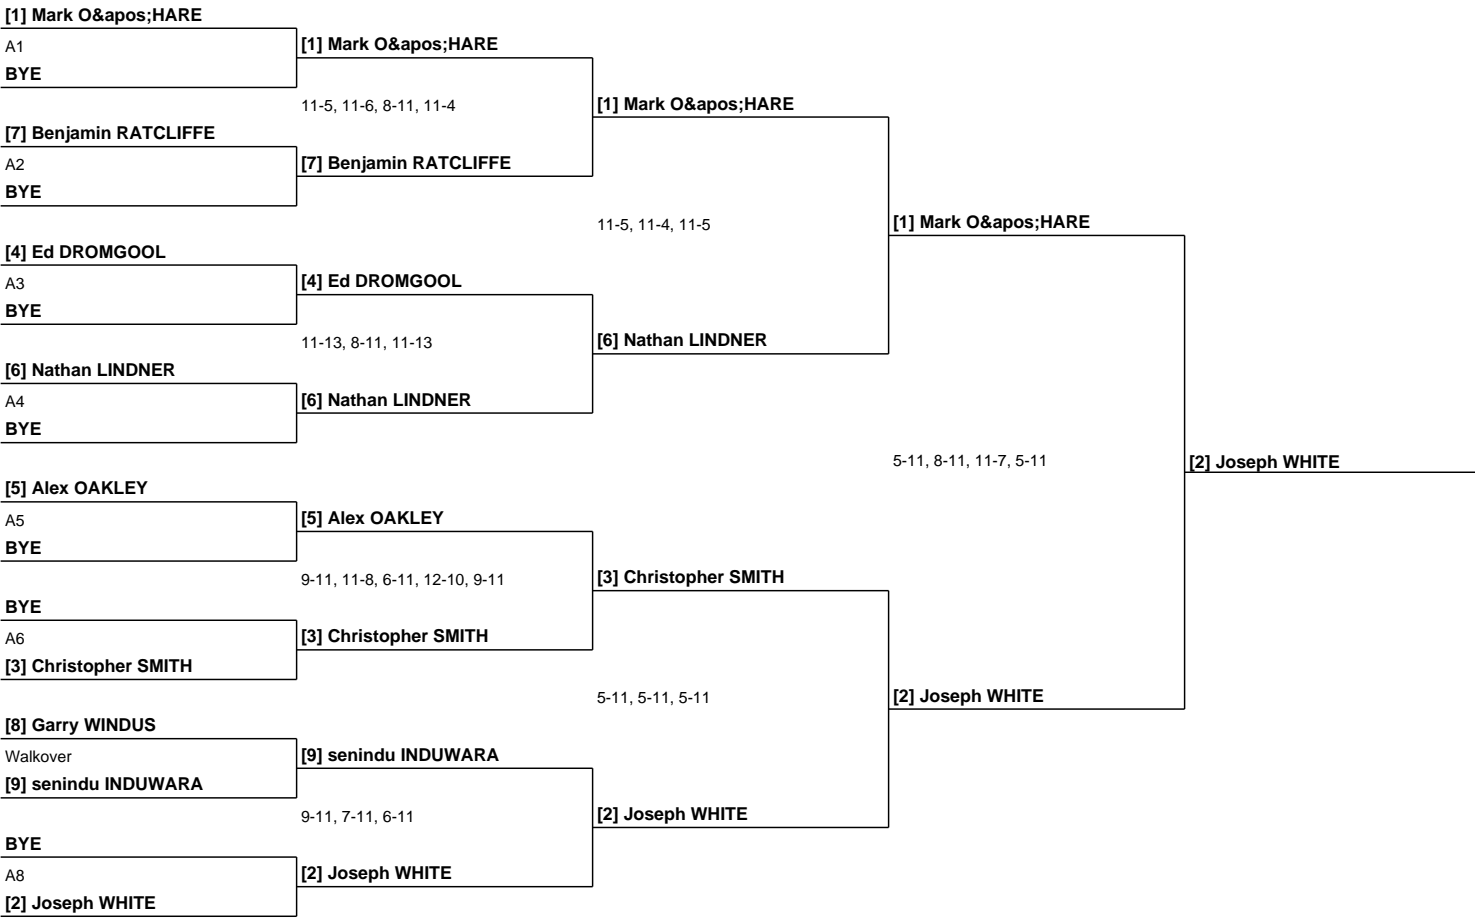 [1] Mark O&apos;HARE
A1
BYE
[7] Benjamin RATCLIFFE
A2
BYE
[4] Ed DROMGOOL
A3
BYE
[6] Nathan LINDNER
A4
BYE
[5] Alex OAKLEY
A5
BYE
BYE
A6
[3] Christopher SMITH
[8] Garry WINDUS
Walkover
[9] senindu INDUWARA
BYE
A8
[2] Joseph WHITE
[1] Mark O&apos;HARE
11-5, 11-6, 8-11, 11-4
[7] Benjamin RATCLIFFE
[4] Ed DROMGOOL
11-13, 8-11, 11-13
[6] Nathan LINDNER
[5] Alex OAKLEY
9-11, 11-8, 6-11, 12-10, 9-11
[3] Christopher SMITH
[9] senindu INDUWARA
9-11, 7-11, 6-11
[2] Joseph WHITE
[1] Mark O&apos;HARE
11-5, 11-4, 11-5
[6] Nathan LINDNER
[3] Christopher SMITH
5-11, 5-11, 5-11
[2] Joseph WHITE
[1] Mark O&apos;HARE
5-11, 8-11, 11-7, 5-11
[2] Joseph WHITE
[2] Joseph WHITE